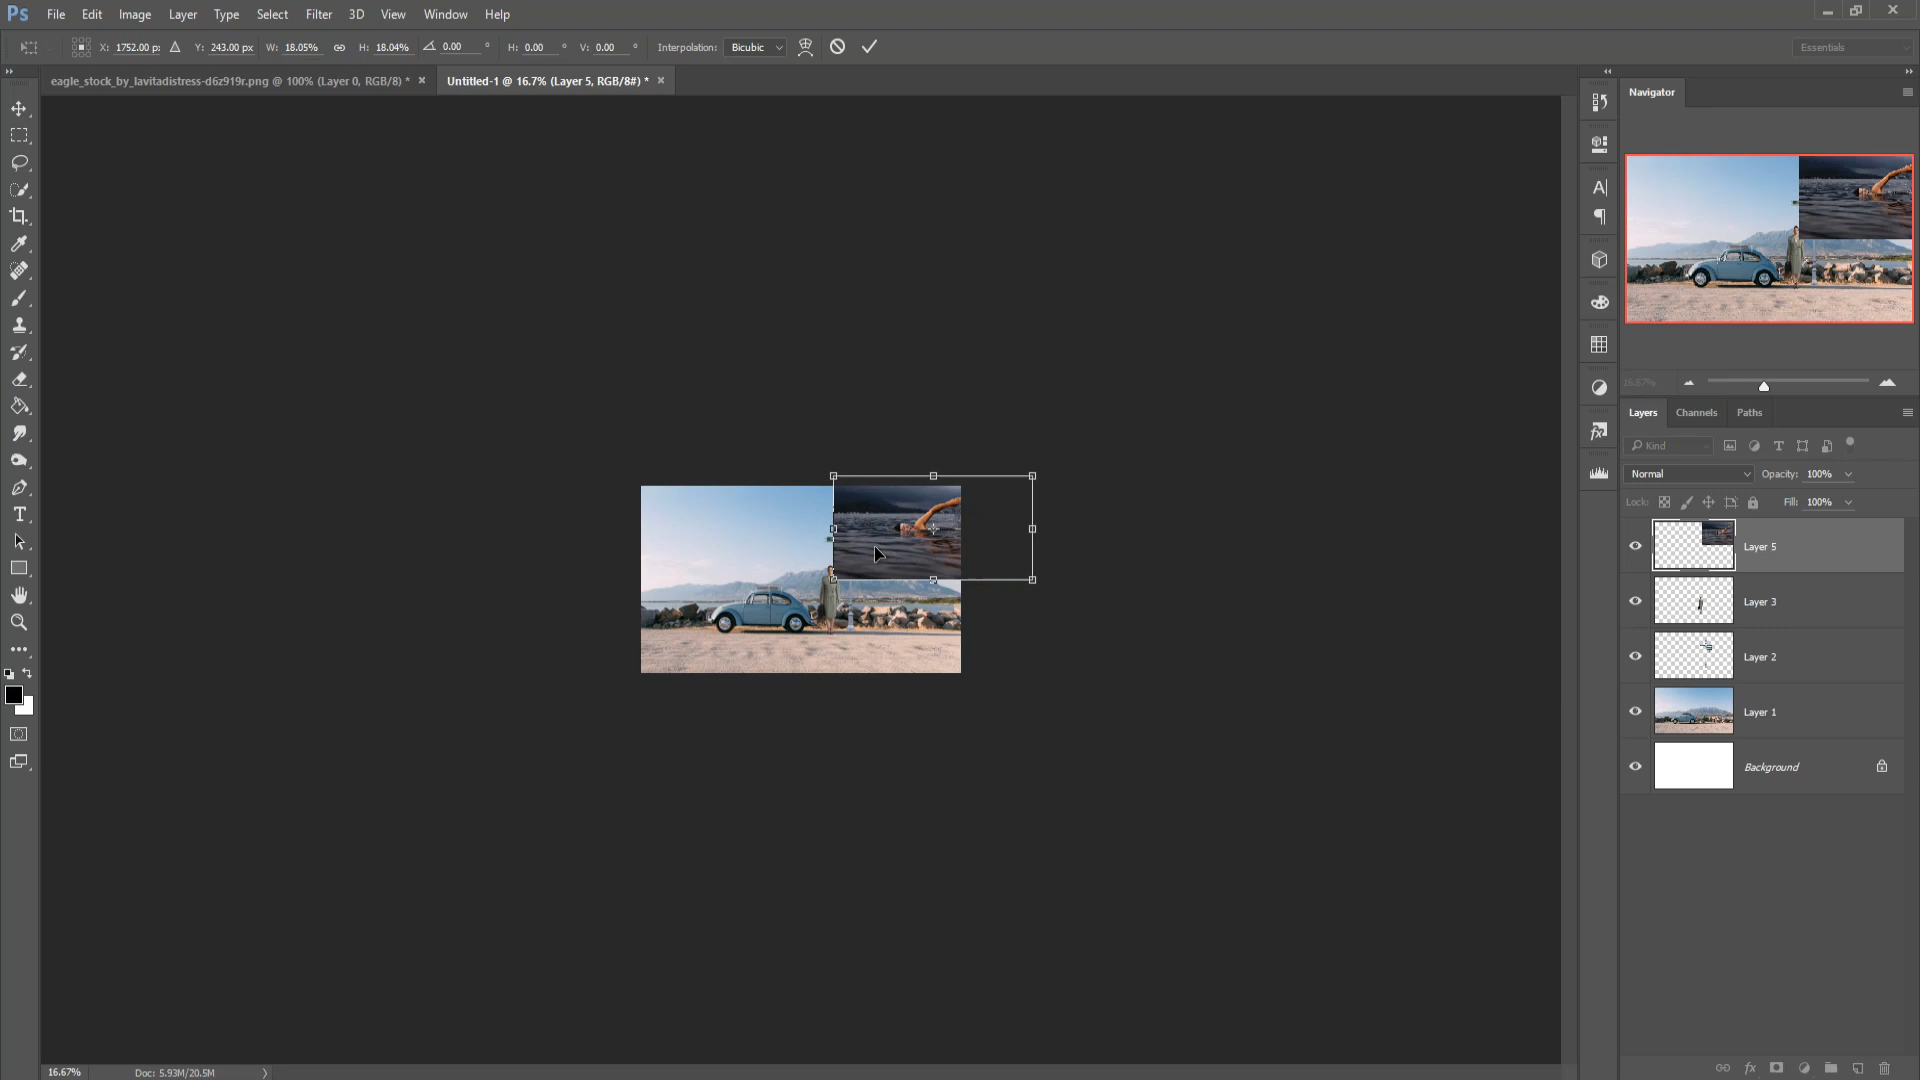 Ps File Edit Image Layer Type Select Filter 3D View Window Help
X: 1752.00 px Y: 243.00 px W: 18.05% H: 18.04% 0.00 ° H: 0.00 ° V: 0.00 ° Interpolation: Bicubic Essentials
eagle_stock_by_lavitadistress-d6z919r.png @ 100% (Layer 0, RGB/8) * × Untitled-1 @ 16.7% (Layer 5, RGB/8#) * ×
Navigator
16.67%
Layers Channels Paths
Kind
Normal Opacity: 100%
Lock: Fill: 100%
Layer 5
Layer 3
Layer 2
Layer 1
Background
16.67% Doc: 5.93M/20.5M